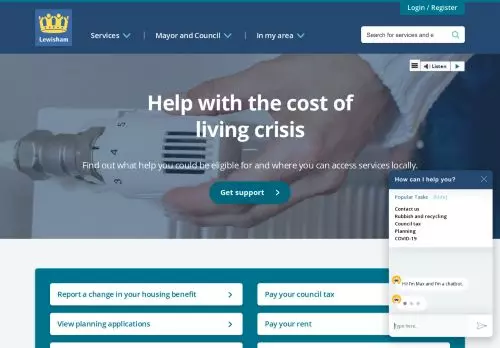 Login / Register
Lewisham
Services
Mayor and Council
In my area
Search for services and e
Listen
Help with the cost of
living crisis
Find out what help you could be eligible for and where you can access services locally.
Get support
How can I help you?
Popular Tasks (Hide)
Contact us
Rubbish and recycling
Council tax
Planning
COVID-19
Hi! I'm Max and I'm a chatbot,
Type here...
Report a change in your housing benefit
Pay your council tax
View planning applications
Pay your rent